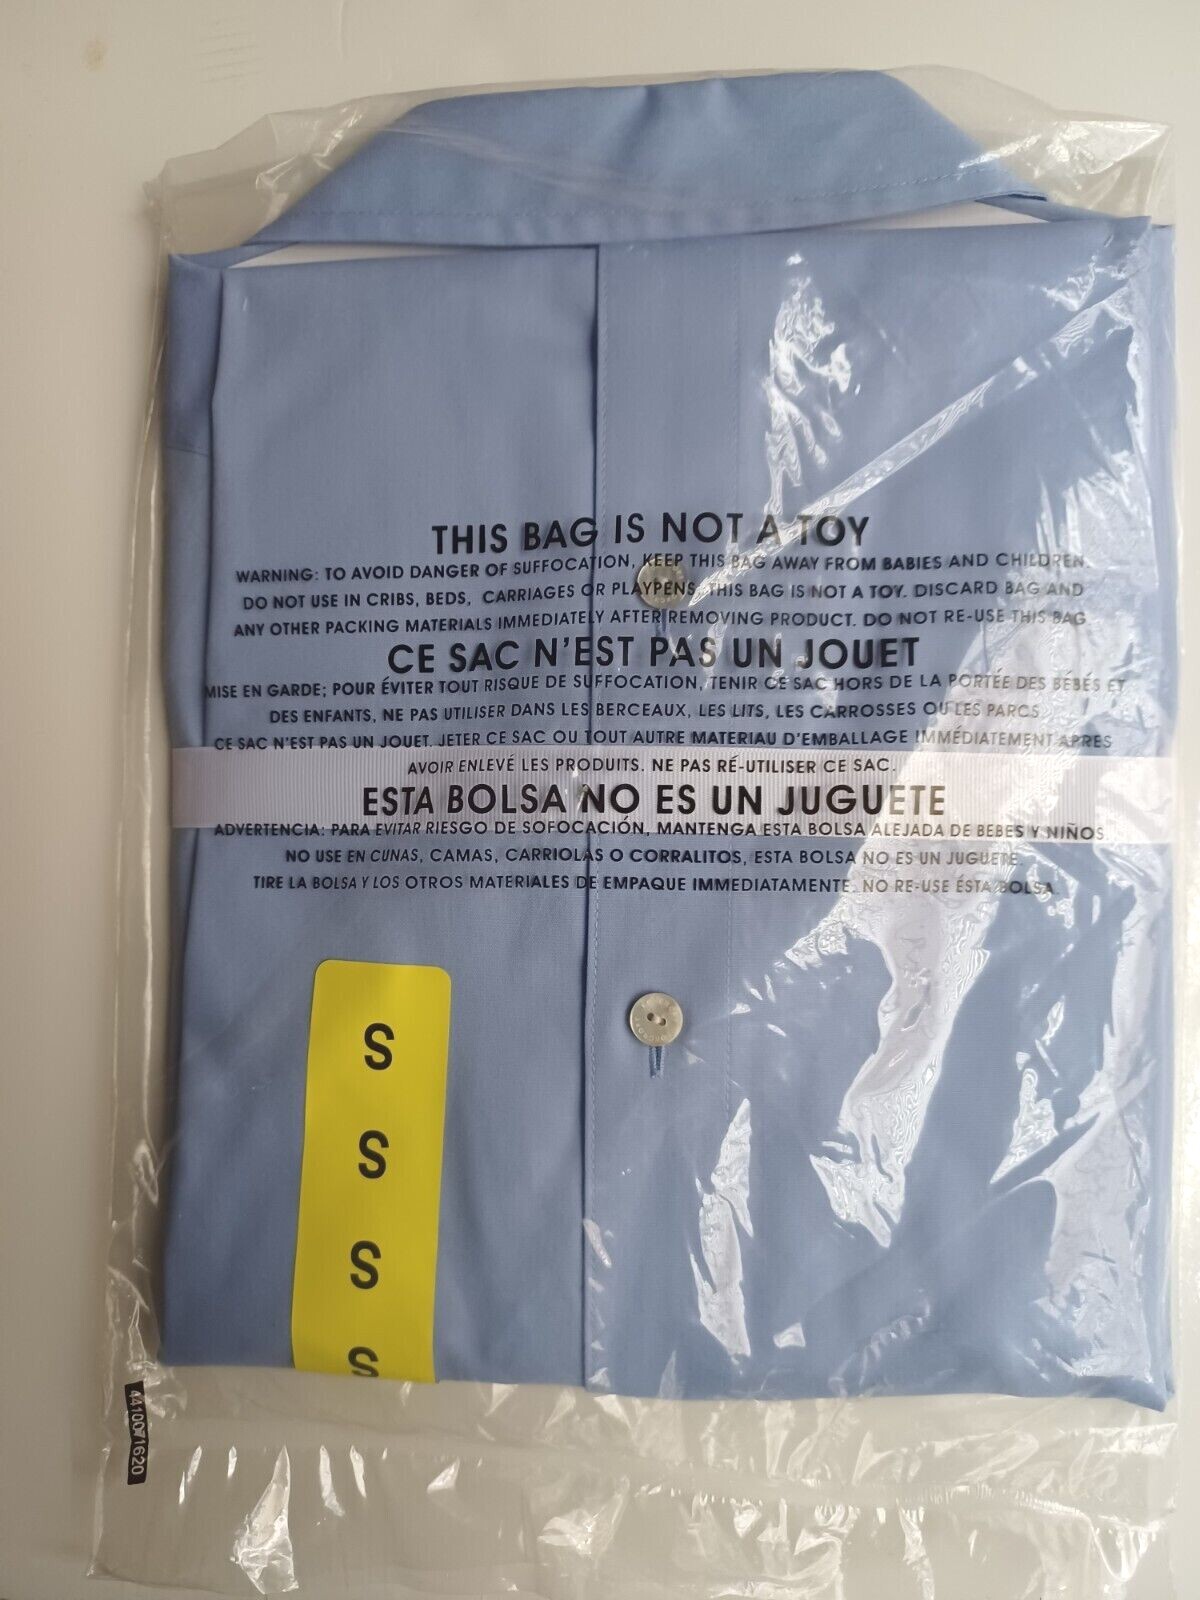 THIS BAG IS NOT A TOY
WARNING: TO AVOID DANGER OF SUFFOCATION, KEEP THIS BAG AWAY FROM BABIES AND CHILDREN.
DO NOT USE IN CRIBS, BEDS, CARRIAGES OR PLAYPENS. THIS BAG IS NOT A TOY. DISCARD BAG AND
ANY OTHER PACKING MATERIALS IMMEDIATELY AFTER REMOVING PRODUCT. DO NOT RE-USE THIS BAG
CE SAC N'EST PAS UN JOUET
MISE EN GARDE; POUR ÉVITER TOUT RISQUE DE SUFFOCATION, TENIR CE SAC HORS DE LA PORTÉE DES BÉBÉS ET
DES ENFANTS, NE PAS UTILISER DANS LES BERCEAUX, LES LITS, LES CARROSSES OU LES PARCS
CE SAC N'EST PAS UN JOUET. JETER CE SAC OU TOUT AUTRE MATERIAU D'EMBALLAGE IMMÉDIATEMENT APRES
AVOIR ENLEVÉ LES PRODUITS. NE PAS RÉ-UTILISER CE SAC.
ESTA BOLSA NO ES UN JUGUETE
ADVERTENCIA: PARA EVITAR RIESGO DE SOFOCACIÓN, MANTENGA ESTA BOLSA ALEJADA DE BEBES Y NIÑOS.
NO USE EN CUNAS, CAMAS, CARRIOLAS O CORRALITOS, ESTA BOLSA NO ES UN JUGUETE.
TIRE LA BOLSA Y LOS OTROS MATERIALES DE EMPAQUE IMMEDIATAMENTE. NO RE-USE ÉSTA BOLSA.
S
S
S
S
4410071620